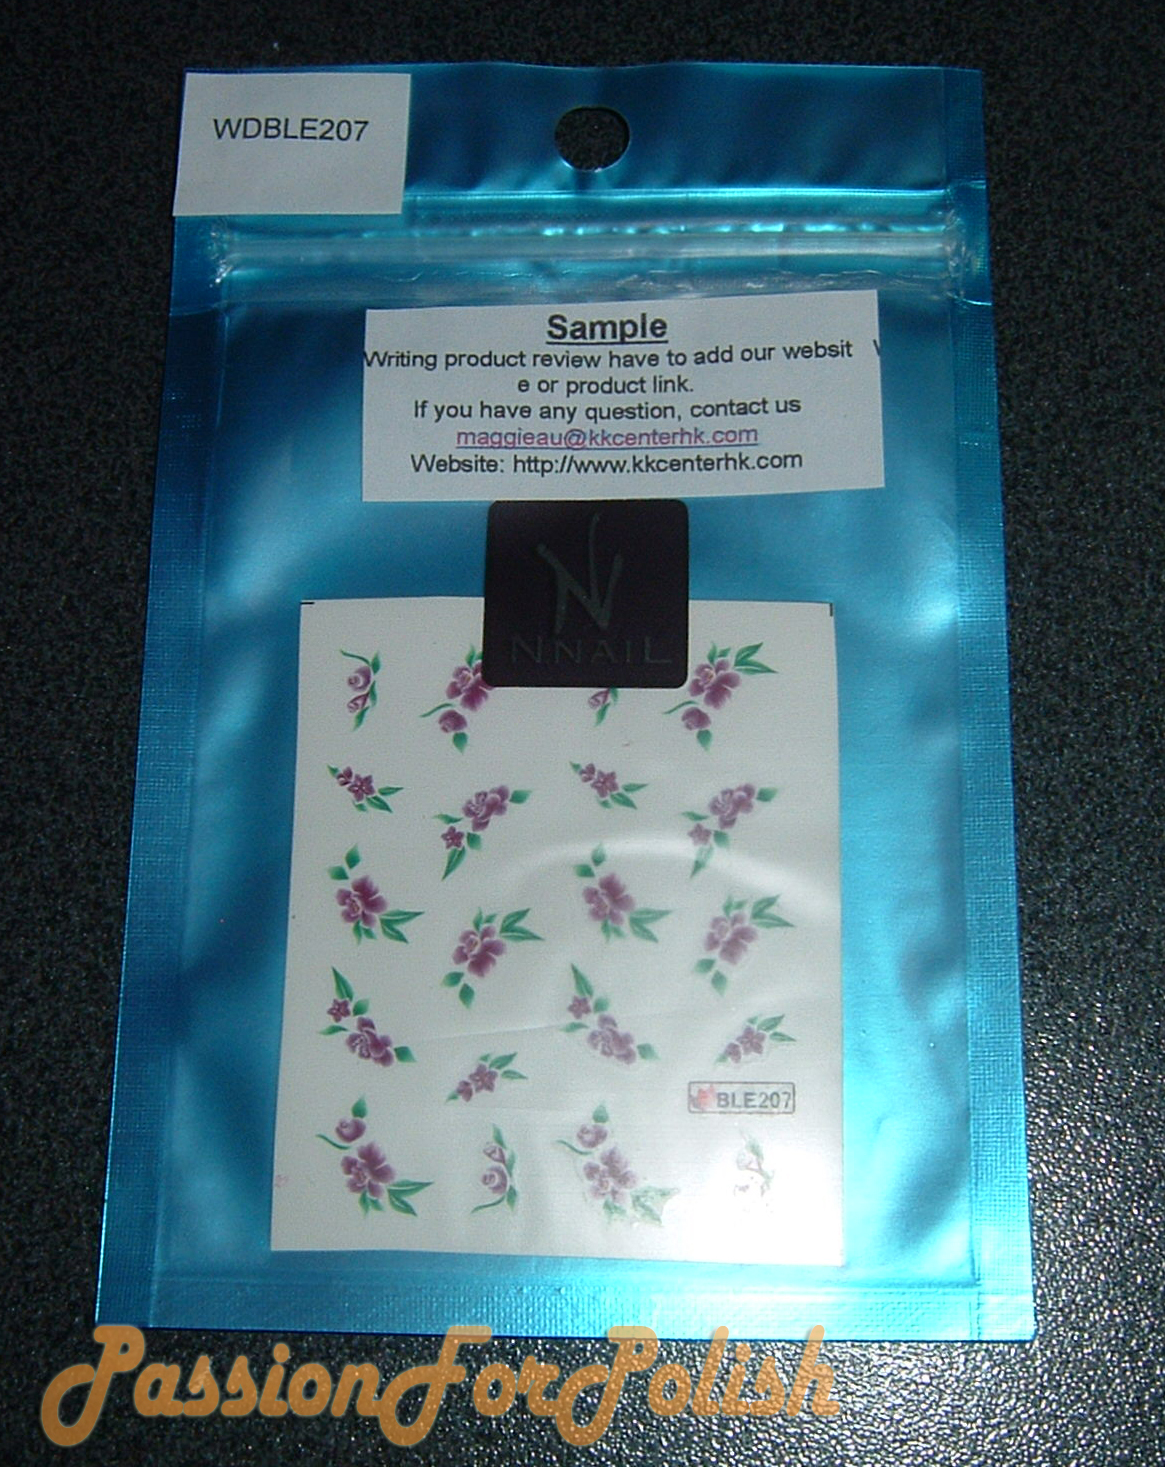 WDBLE207
Sample
Writing product review have to add our websit
e or product link.
If you have any question, contact us
maggieau@kkcenterhk.com
Website: http://www.kkcenterhk.com
N
NNAIL
BLE207
PassionForPolish